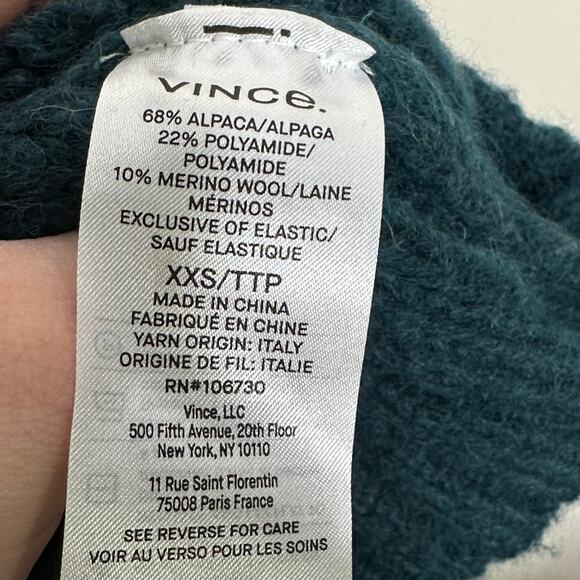 VINCE.
68% ALPACA/ALPAGA
22% POLYAMIDE/
POLYAMIDE
10% MERINO WOOL/LAINE
MÉRINOS
EXCLUSIVE OF ELASTIC/
SAUF ELASTIQUE
XXS/TTP
MADE IN CHINA
FABRIQUÉ EN CHINE
YARN ORIGIN: ITALY
ORIGINE DE FIL: ITALIE
RN#106730
Vince, LLC
500 Fifth Avenue, 20th Floor
New York, NY 10110
11 Rue Saint Florentin
75008 Paris France
SEE REVERSE FOR CARE
VOIR AU VERSO POUR LES SOINS